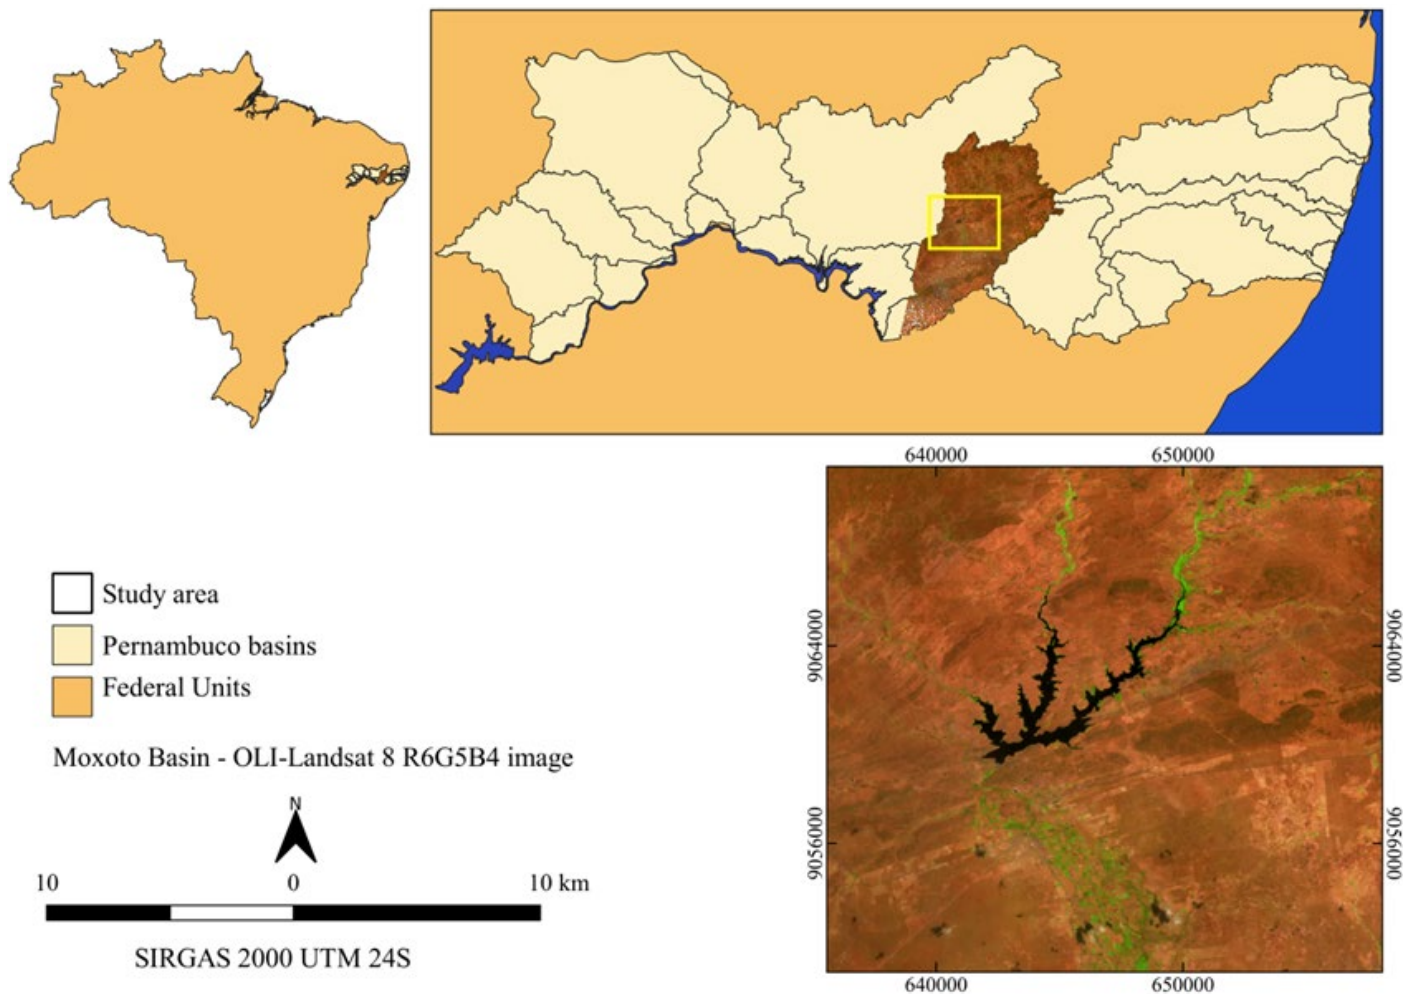 640000 650000
9064000 9064000
9056000 9056000
640000 650000
Study area
Pernambuco basins
Federal Units
Moxoto Basin - OLI-Landsat 8 R6G5B4 image
N
10 0 10 km
SIRGAS 2000 UTM 24S